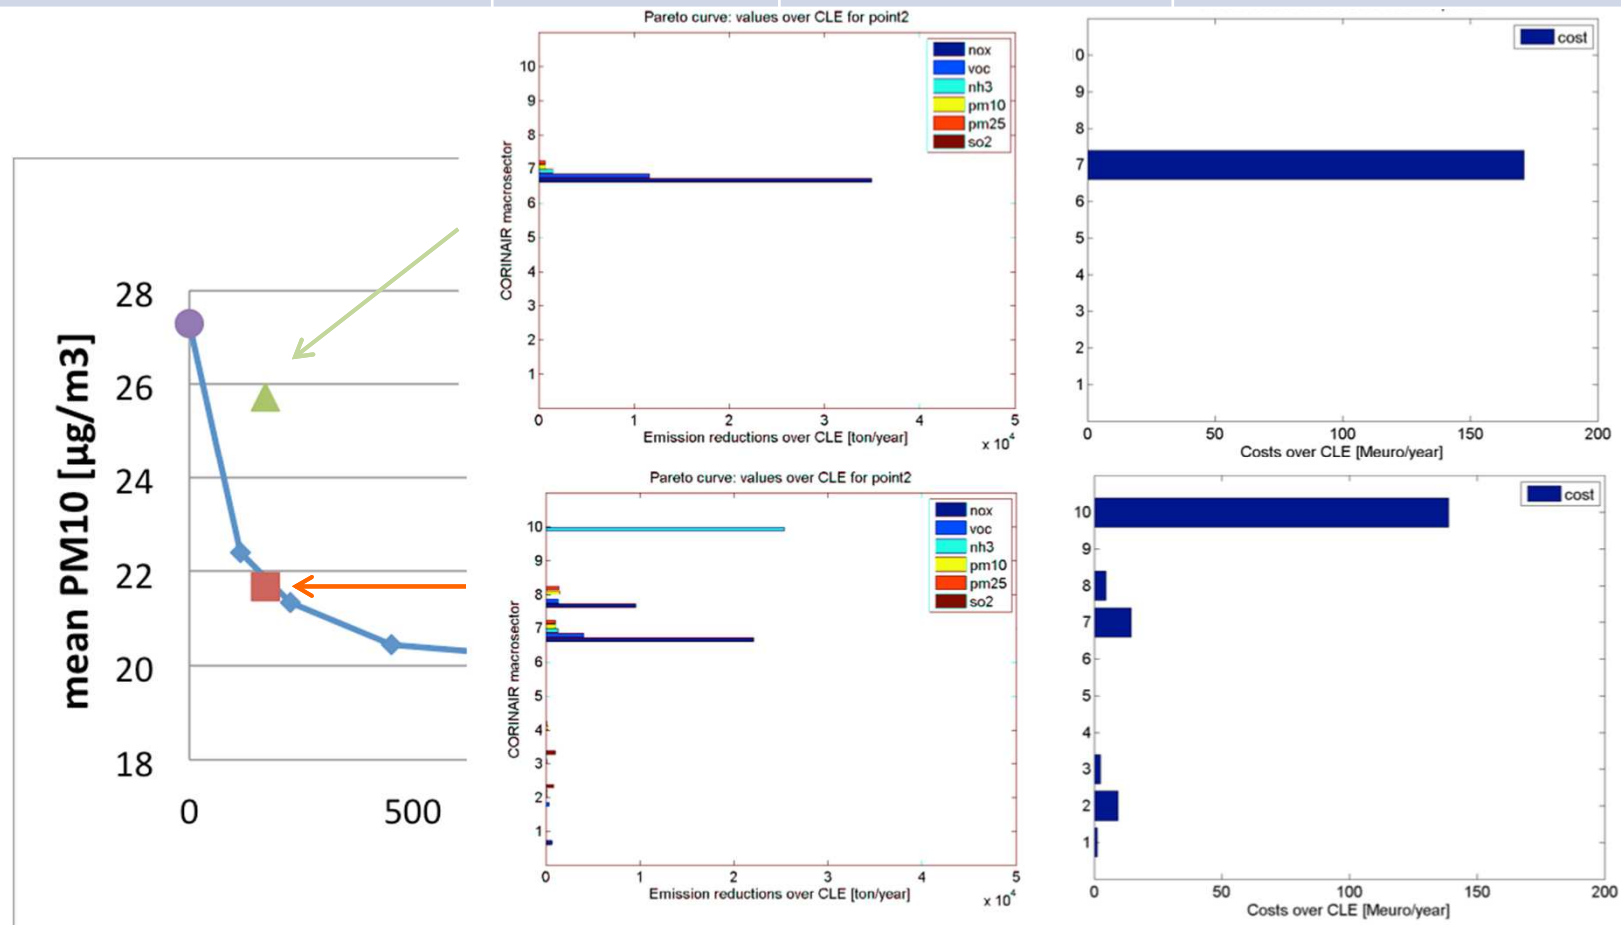 mean PM10 [µg/m3]
28
26
24
22
20
18
0
500
Pareto curve: values over CLE for point2
CORINAIR macrosector
10
9
8
7
6
5
4
3
2
1
nox
voc
nh3
pm10
pm25
so2
0 1 2 3 4 5
Emission reductions over CLE [ton/year]
x 10⁴
0
9
8
7
6
5
4
3
2
1
cost
0 50 100 150 200
Costs over CLE [Meuro/year]
Pareto curve: values over CLE for point2
CORINAIR macrosector
10
9
8
7
6
5
4
3
2
1
nox
voc
nh3
pm10
pm25
so2
0 1 2 3 4 5
Emission reductions over CLE [ton/year]
x 10⁴
10
9
8
7
6
5
4
3
2
1
cost
0 50 100 150 200
Costs over CLE [Meuro/year]